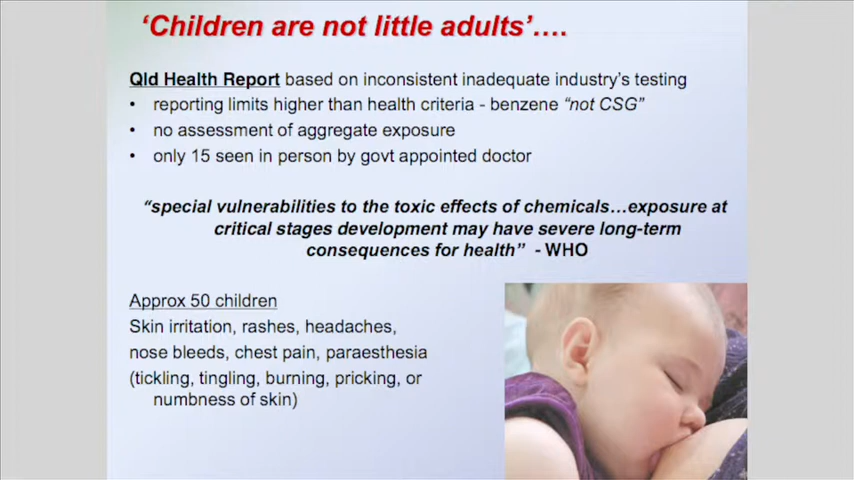 ‘Children are not little adults’….
Qld Health Report based on inconsistent inadequate industry’s testing
• reporting limits higher than health criteria - benzene “not CSG”
• no assessment of aggregate exposure
• only 15 seen in person by govt appointed doctor
“special vulnerabilities to the toxic effects of chemicals…exposure at
critical stages development may have severe long-term
consequences for health” - WHO
Approx 50 children
Skin irritation, rashes, headaches,
nose bleeds, chest pain, paraesthesia
(tickling, tingling, burning, pricking, or
numbness of skin)